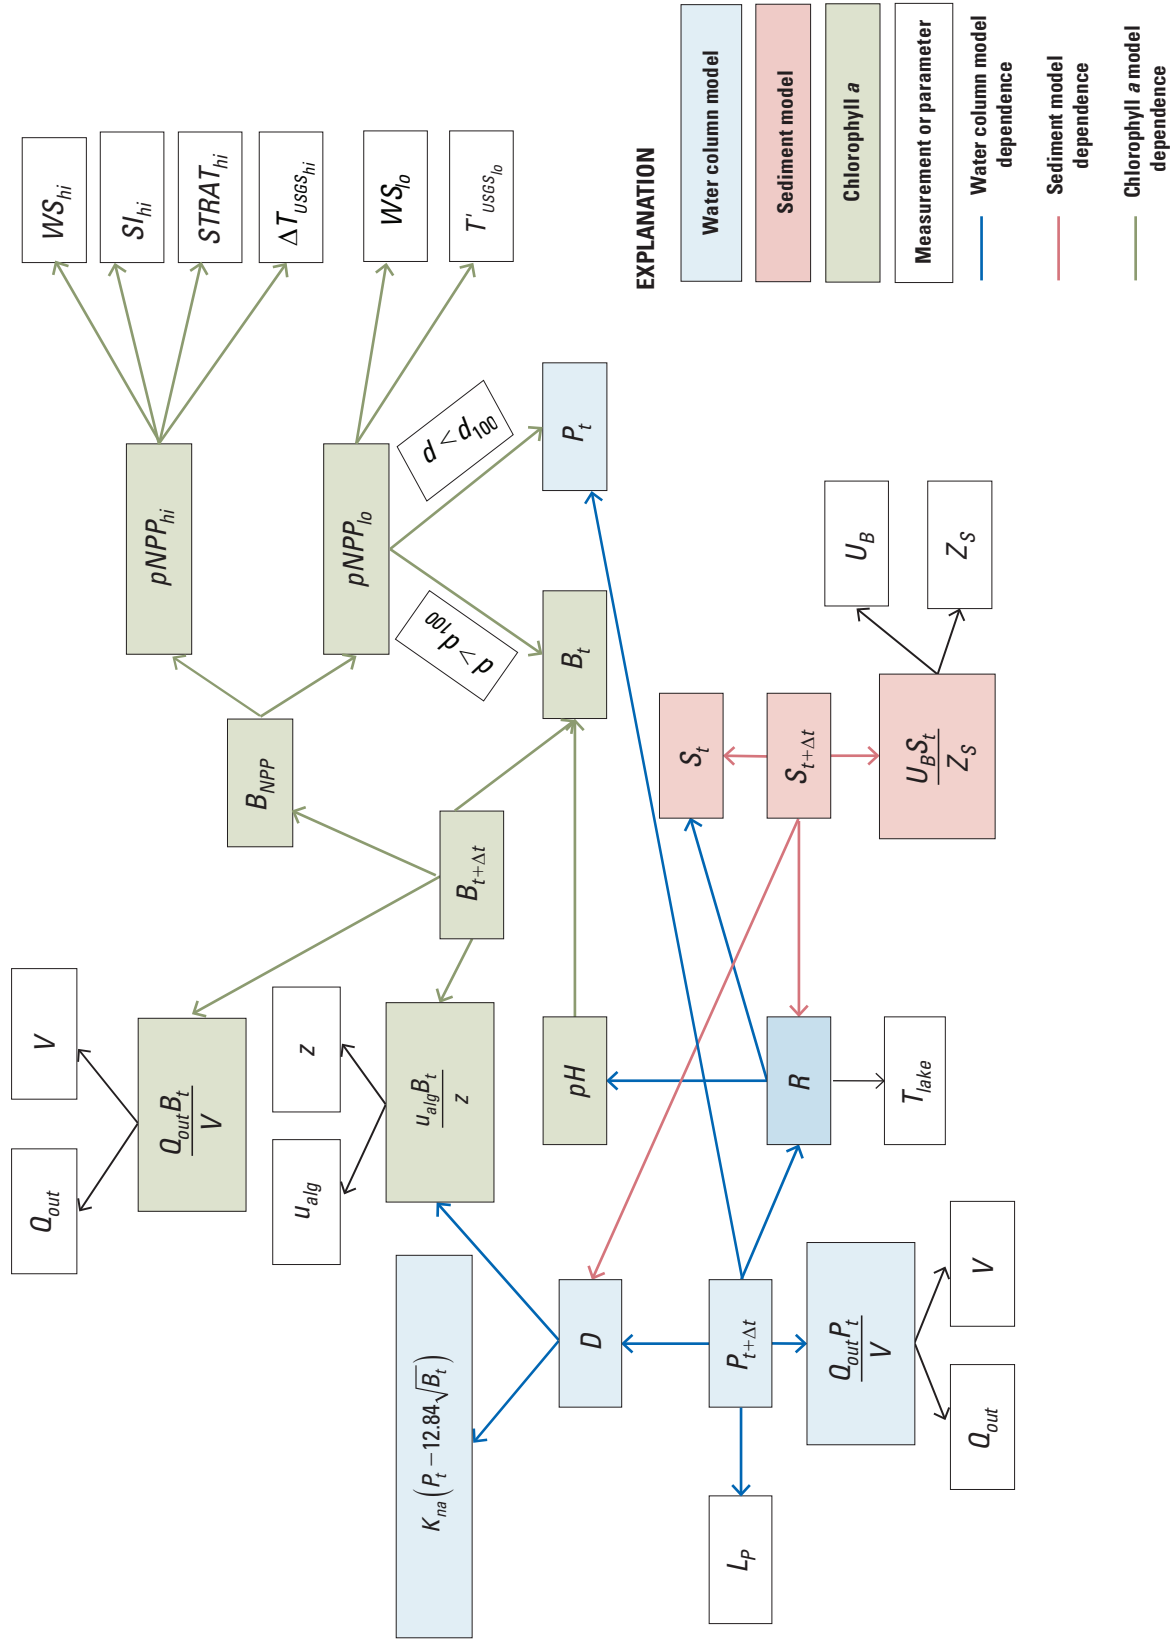 Q_out
V
WS_hi
SI_hi
Q_out B_t
V
pNPP_hi
STRAT_hi
B_NPP
ΔT_USGS_hi
u_alg
z
pNPP_lo
WS_lo
K_na (P_t −12.84√B_t)
u_alg B_t
z
B_t+Δt
d > d_100
d < d_100
T'_USGS_lo
D
pH
B_t
P_t
L_P
P_t+Δt
R
S_t
S_t+Δt
Q_out P_t
V
T_lake
U_B S_t
Z_S
U_B
Z_S
Q_out
V
EXPLANATION
Water column model
Sediment model
Chlorophyll a
Measurement or parameter
Water column model
dependence
Sediment model
dependence
Chlorophyll a model
dependence